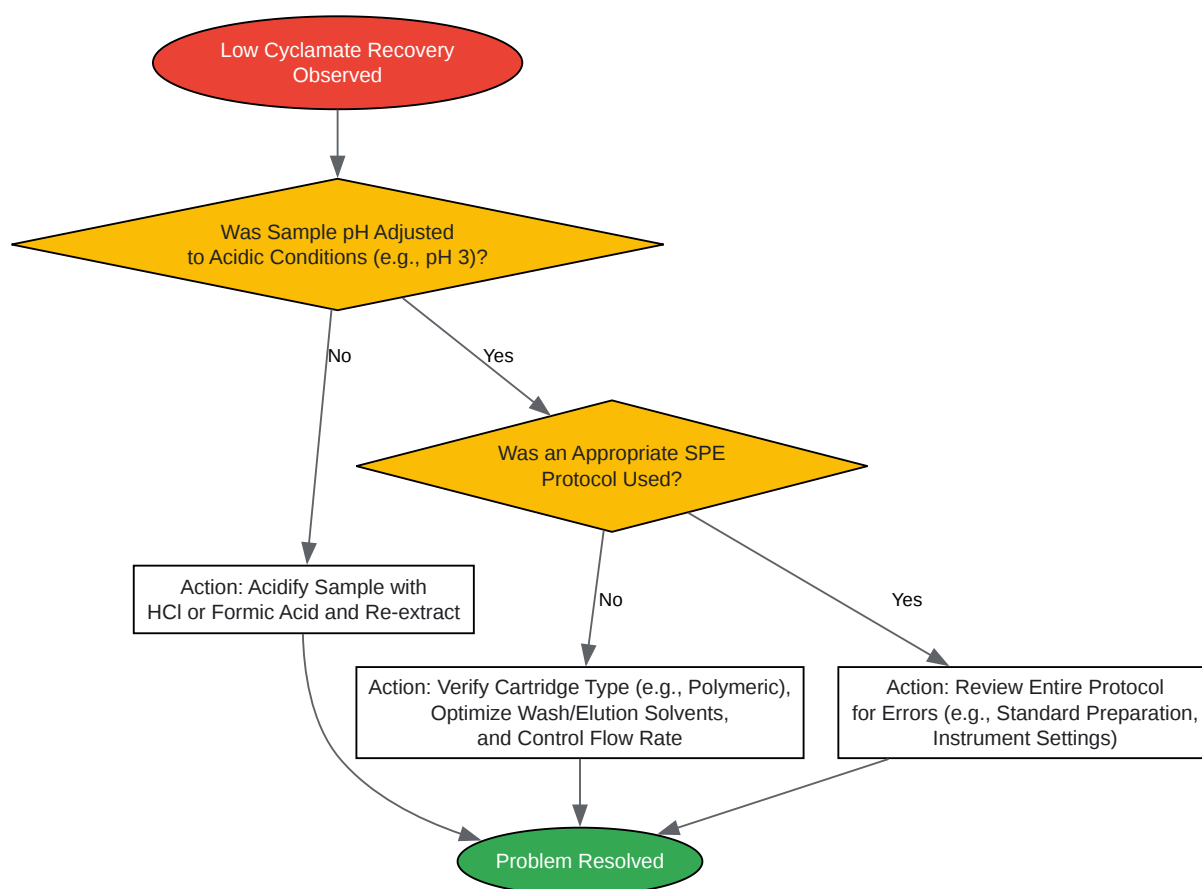 Low Cyclamate Recovery
Observed
Was Sample pH Adjusted
to Acidic Conditions (e.g., pH 3)?
No
Yes
Was an Appropriate SPE
Protocol Used?
Action: Acidify Sample with
HCl or Formic Acid and Re-extract
No
Yes
Action: Verify Cartridge Type (e.g., Polymeric),
Optimize Wash/Elution Solvents,
and Control Flow Rate
Action: Review Entire Protocol
for Errors (e.g., Standard Preparation,
Instrument Settings)
Problem Resolved